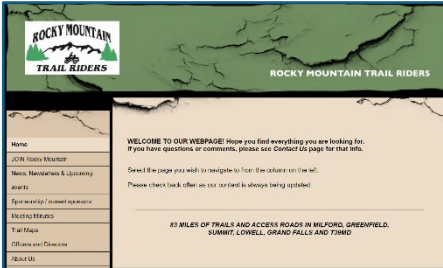 ROCKY MOUNTAIN
TRAIL RIDERS
ROCKY MOUNTAIN TRAIL RIDERS
Home
JOIN Rocky Mountain
News, Newsletters & Upcoming
events
Sponsorship / current sponsors
Meeting Minutes
Trail Maps
Officers and Directors
About Us
WELCOME TO OUR WEBPAGE! Hope you find everything you are looking for.
If you have questions or comments, please see Contact Us page for that info.
Select the page you wish to navigate to from the column on the left.
Please check back often as our content is always being updated
83 MILES OF TRAILS AND ACCESS ROADS IN MILFORD, GREENFIELD,
SUMMIT, LOWELL, GRAND FALLS AND T39MD